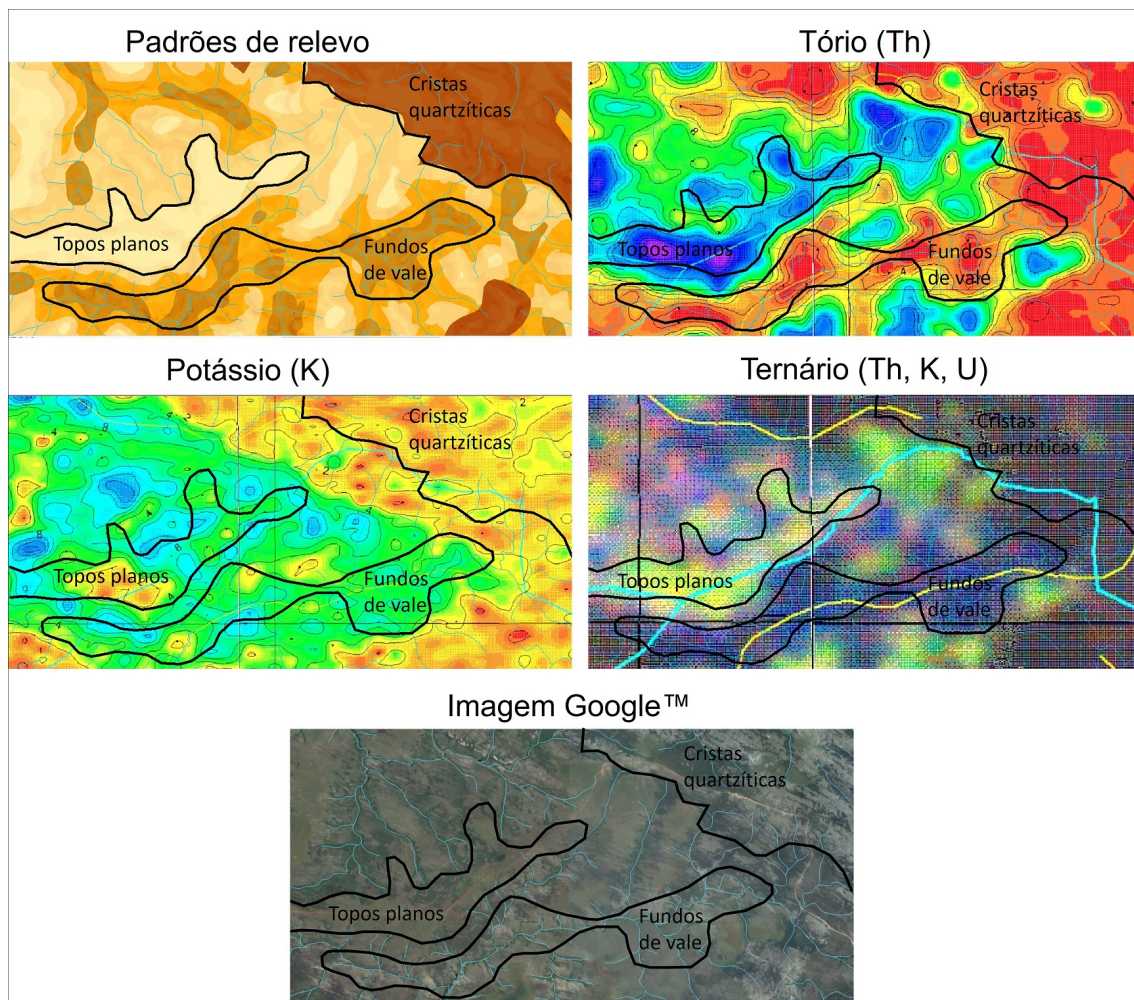 Padrões de relevo
Cristas
quartzíticas
Topos planos
Fundos
de vale
Tório (Th)
Cristas
quartzíticas
Topos planos
Fundos
de vale
Potássio (K)
Cristas
quartzíticas
Topos planos
Fundos
de vale
Ternário (Th, K, U)
Cristas
quartzíticas
Topos planos
Fundos
de vale
Imagem Google™
Cristas
quartzíticas
Topos planos
Fundos
de vale